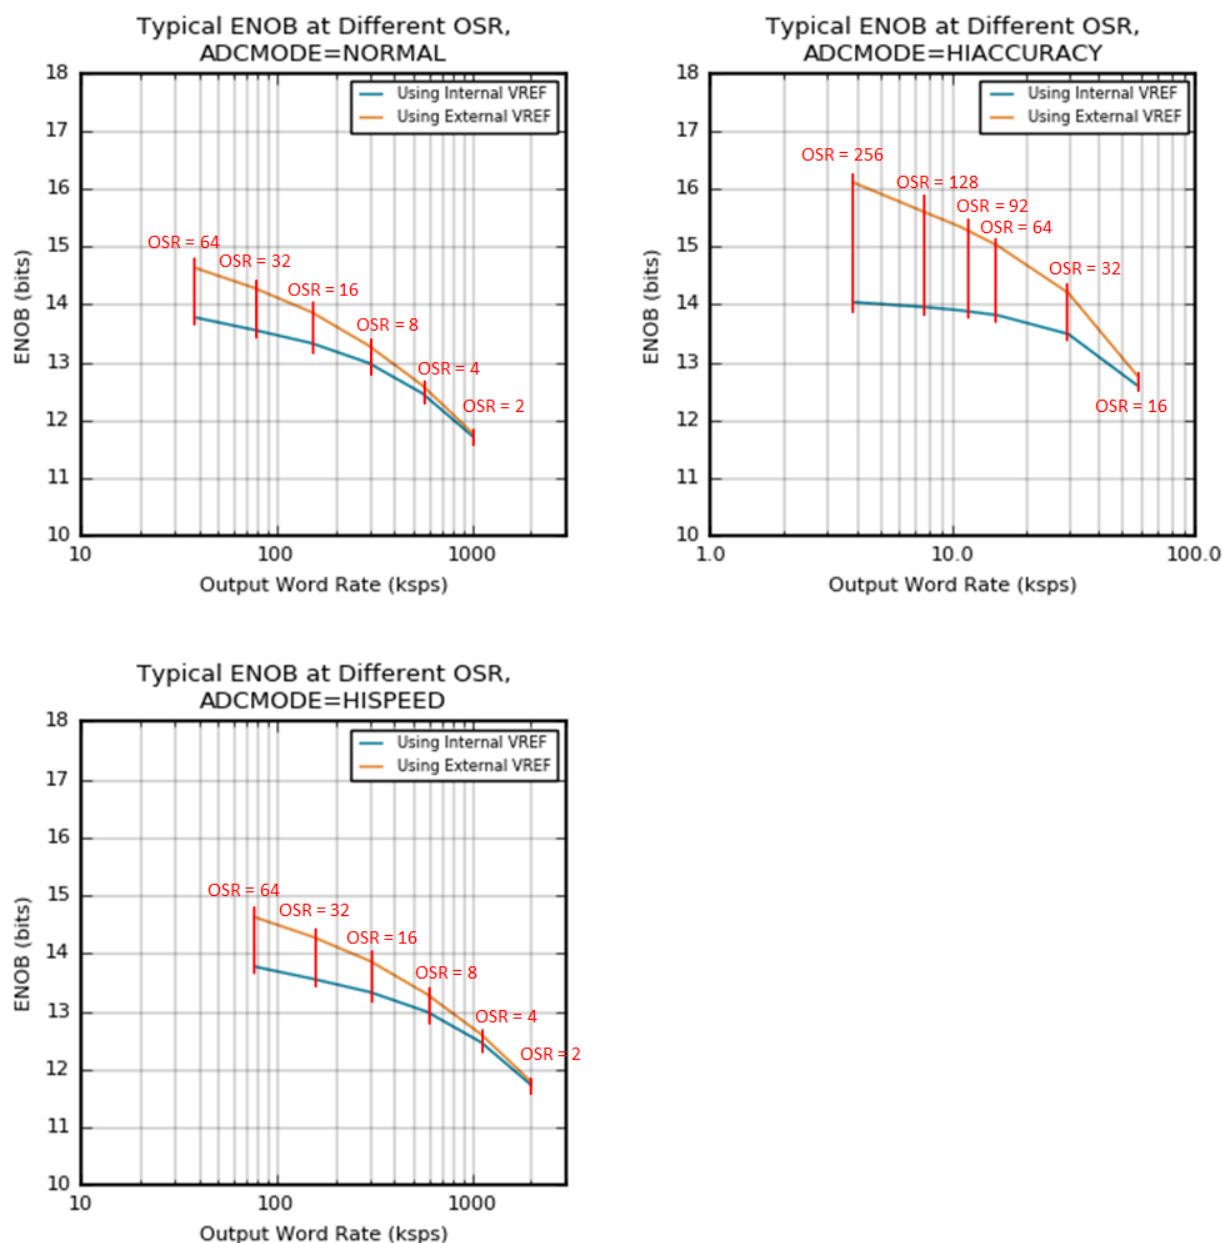 Typical ENOB at Different OSR,
ADCMODE=NORMAL
18
17
16
15
14
13
12
11
10
ENOB (bits)
Using Internal VREF
Using External VREF
OSR = 64
OSR = 32
OSR = 16
OSR = 8
OSR = 4
OSR = 2
10
100
1000
Output Word Rate (ksps)
Typical ENOB at Different OSR,
ADCMODE=HIACCURACY
18
17
16
15
14
13
12
11
10
ENOB (bits)
Using Internal VREF
Using External VREF
OSR = 256
OSR = 128
OSR = 92
OSR = 64
OSR = 32
OSR = 16
1.0
10.0
100.0
Output Word Rate (ksps)
Typical ENOB at Different OSR,
ADCMODE=HISPEED
18
17
16
15
14
13
12
11
10
ENOB (bits)
Using Internal VREF
Using External VREF
OSR = 64
OSR = 32
OSR = 16
OSR = 8
OSR = 4
OSR = 2
10
100
1000
Output Word Rate (ksps)